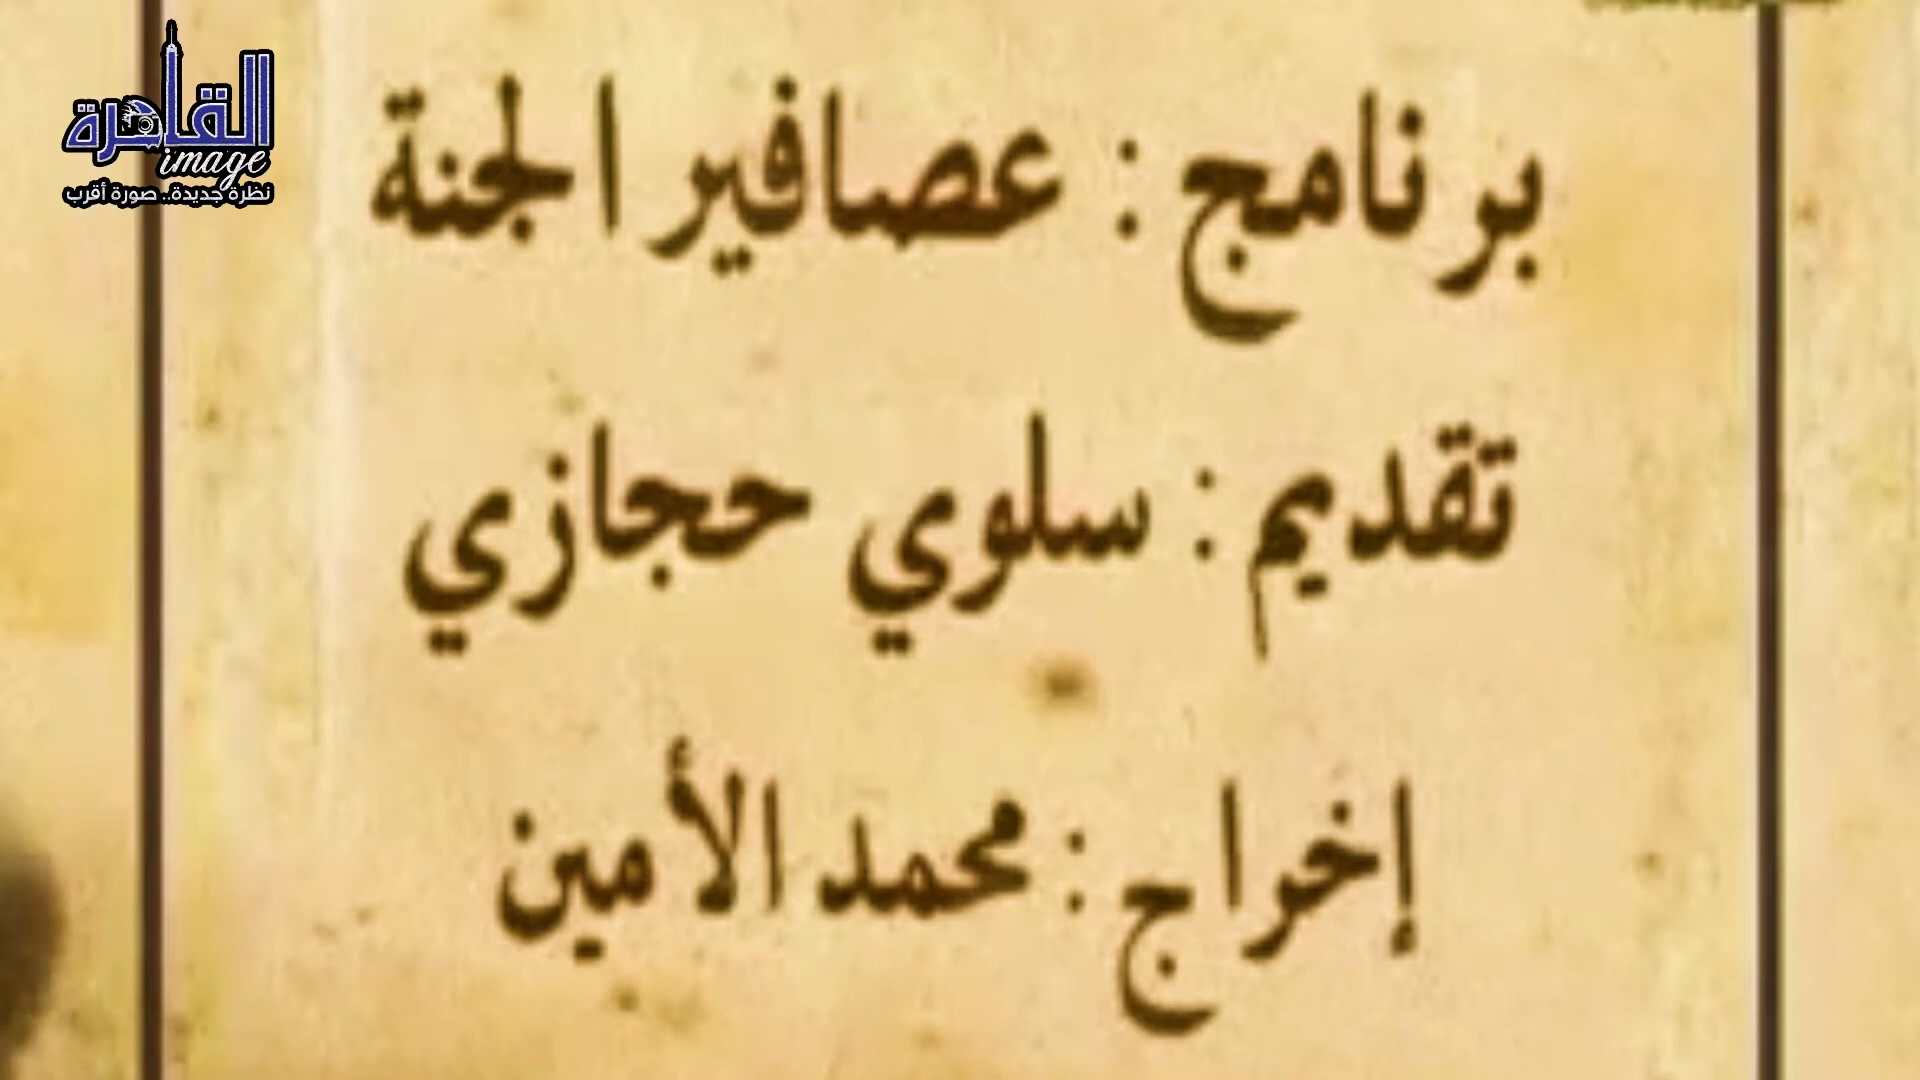 القاهرة
image
نظرة جديدة.. صورة أقرب
برنامج : عصافير الجنة
تقديم : سلوي حجازي
إخراج : محمد الأمين